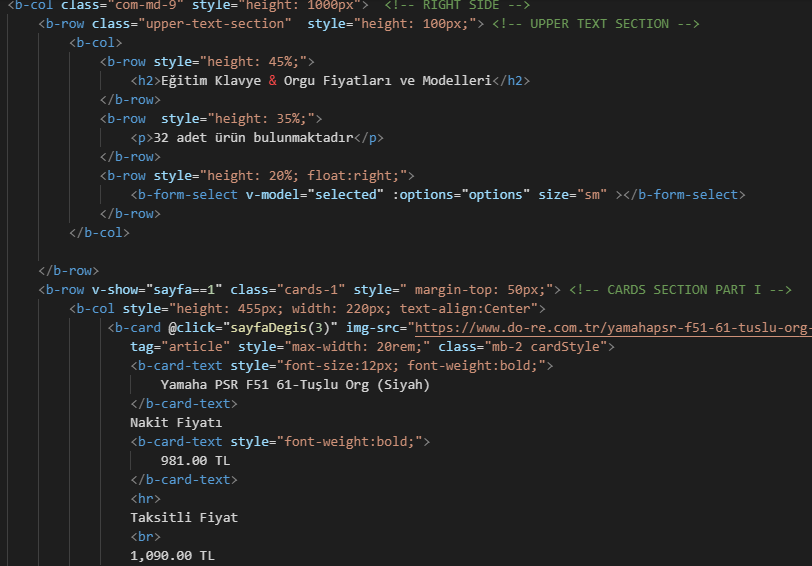 <b-col class="com-md-9" style="height: 1000px"> <!-- RIGHT SIDE -->
<b-row class="upper-text-section" style="height: 100px;"> <!-- UPPER TEXT SECTION -->
<b-col>
<b-row style="height: 45%;">
<h2>Eğitim Klavye & Orgu Fiyatları ve Modelleri</h2>
</b-row>
<b-row style="height: 35%;">
<p>32 adet ürün bulunmaktadır</p>
</b-row>
<b-row style="height: 20%; float:right;">
<b-form-select v-model="selected" :options="options" size="sm" ></b-form-select>
</b-row>
</b-col>
</b-row>
<b-row v-show="sayfa==1" class="cards-1" style=" margin-top: 50px;"> <!-- CARDS SECTION PART I -->
<b-col style="height: 455px; width: 220px; text-align:Center">
<b-card @click="sayfaDegis(3)" img-src="https://www.do-re.com.tr/yamahapsr-f51-61-tuslu-org-
tag="article" style="max-width: 20rem;" class="mb-2 cardStyle">
<b-card-text style="font-size:12px; font-weight:bold;">
Yamaha PSR F51 61-Tuşlu Org (Siyah)
</b-card-text>
Nakit Fiyatı
<b-card-text style="font-weight:bold;">
981.00 TL
</b-card-text>
<hr>
Taksitli Fiyat
<br>
1,090.00 TL